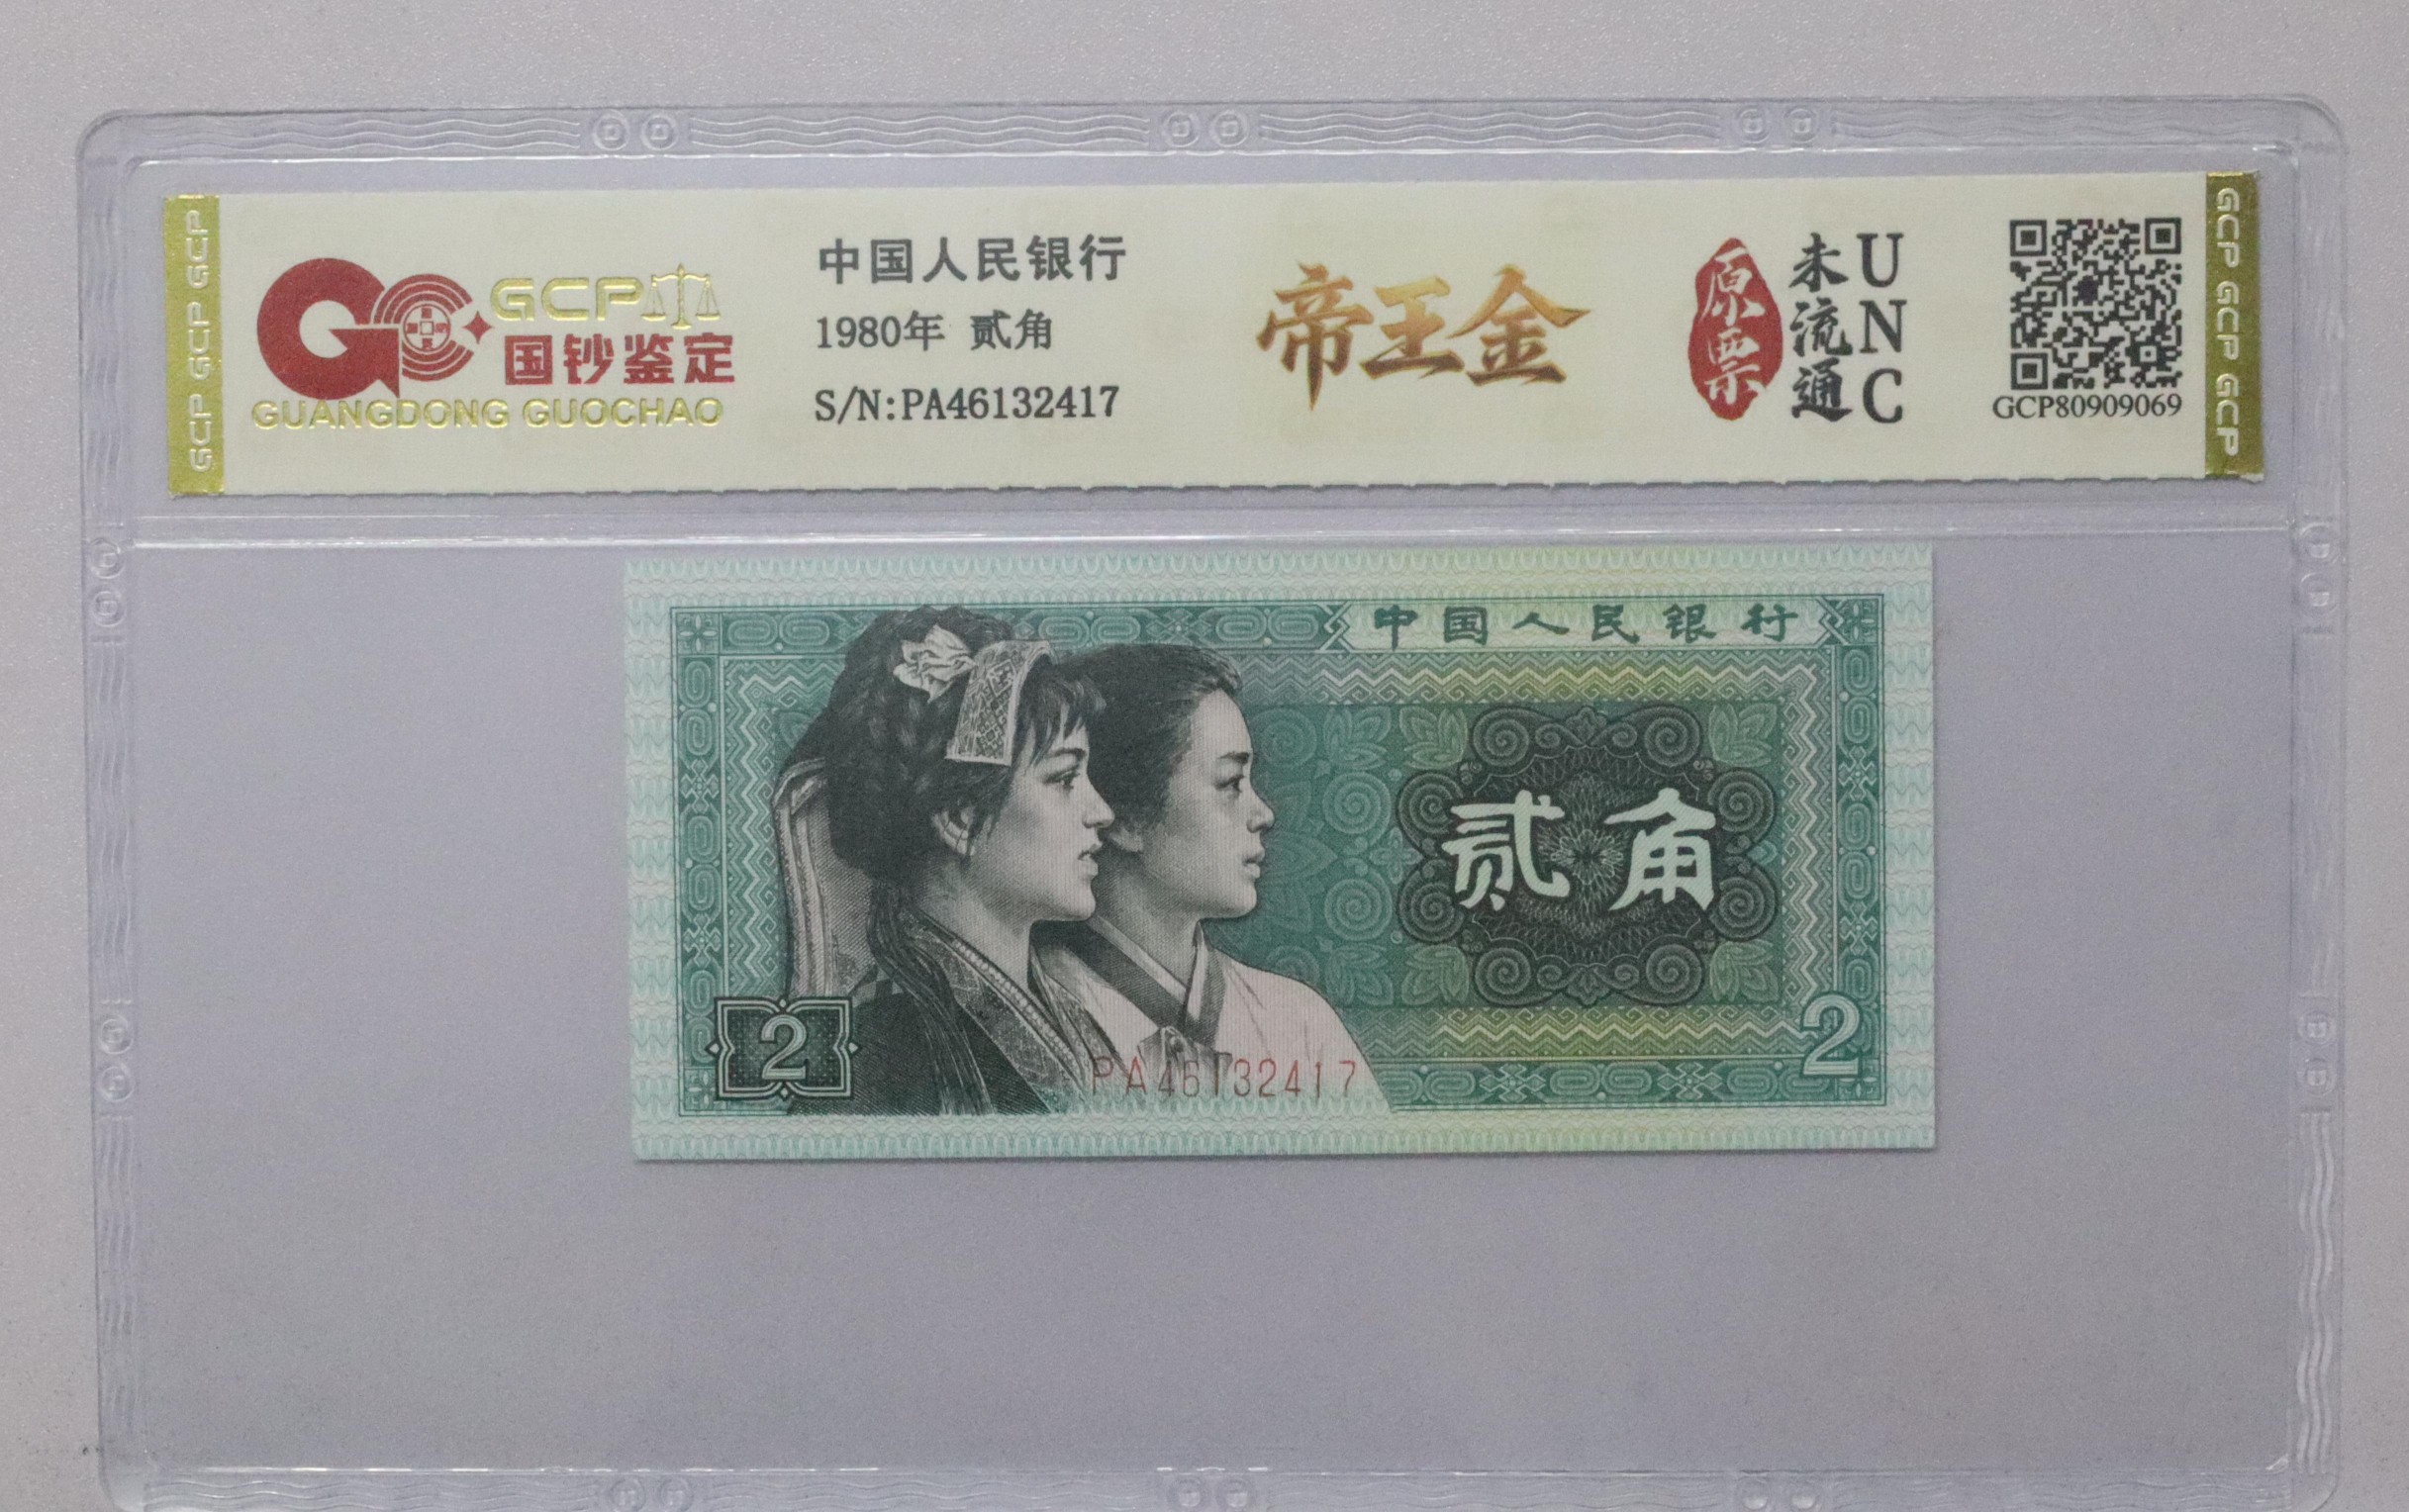 GCP GCP GCP
GCP
国钞鉴定
GUANGDONG GUOCHAO
中国人民银行
1980年 贰角
S/N:PA46132417
帝王金
原票
未流通
UNC
GCP80909069
GCP GCP GCP GCP
中国人民银行
贰角
2
PA46132417
2